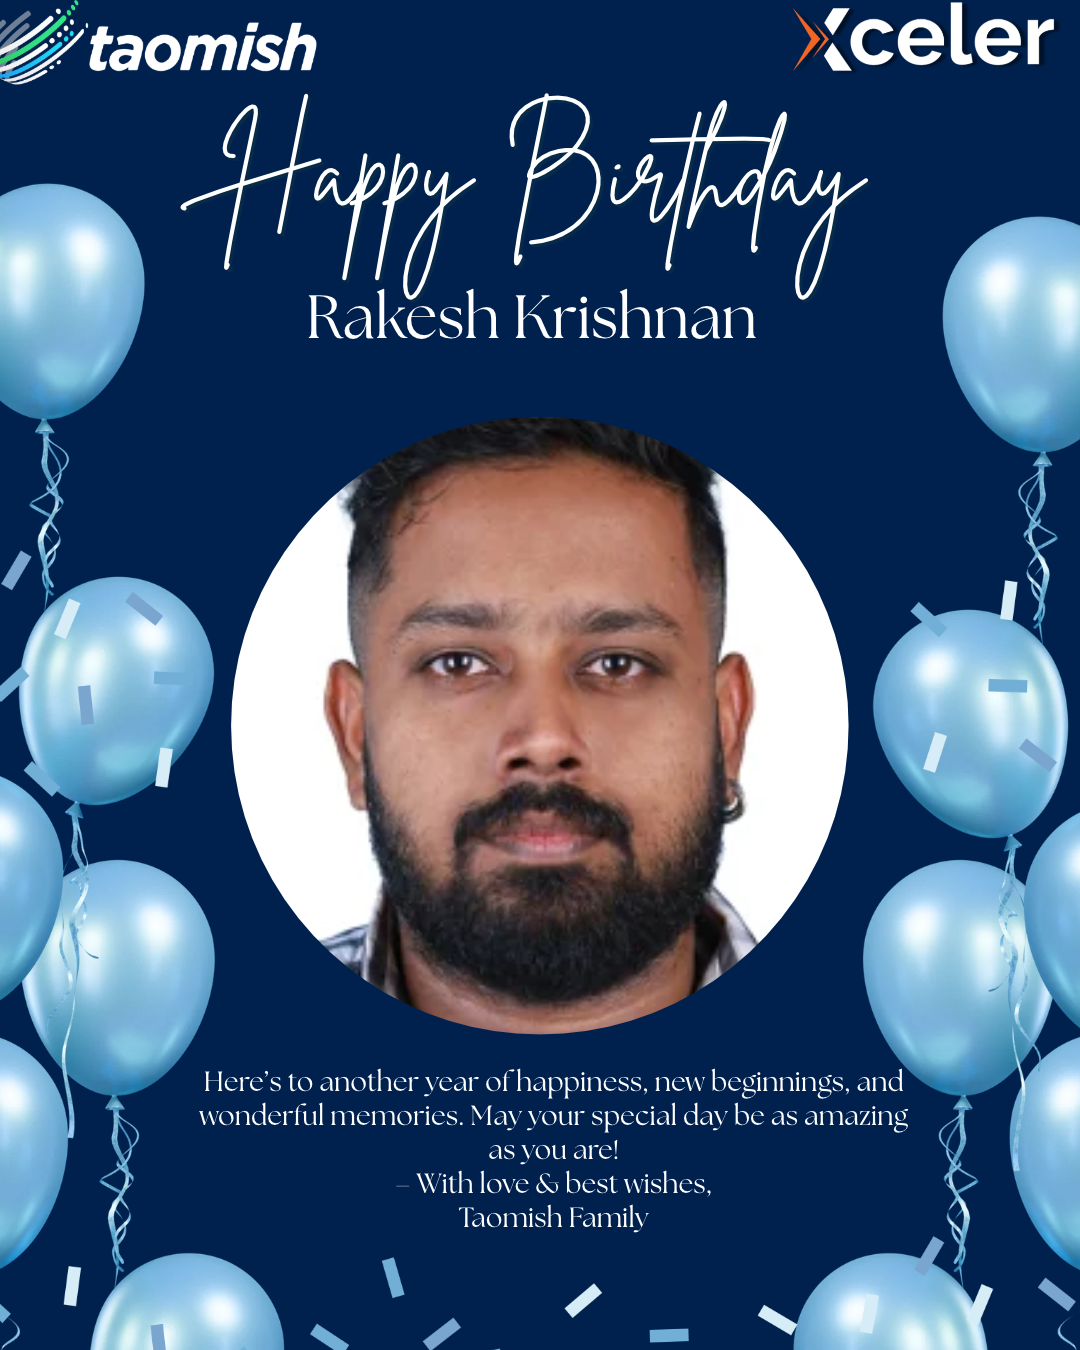 taomish
Xceler
Happy Birthday
Rakesh Krishnan
Here’s to another year of happiness, new beginnings, and
wonderful memories. May your special day be as amazing
as you are!
– With love & best wishes,
Taomish Family